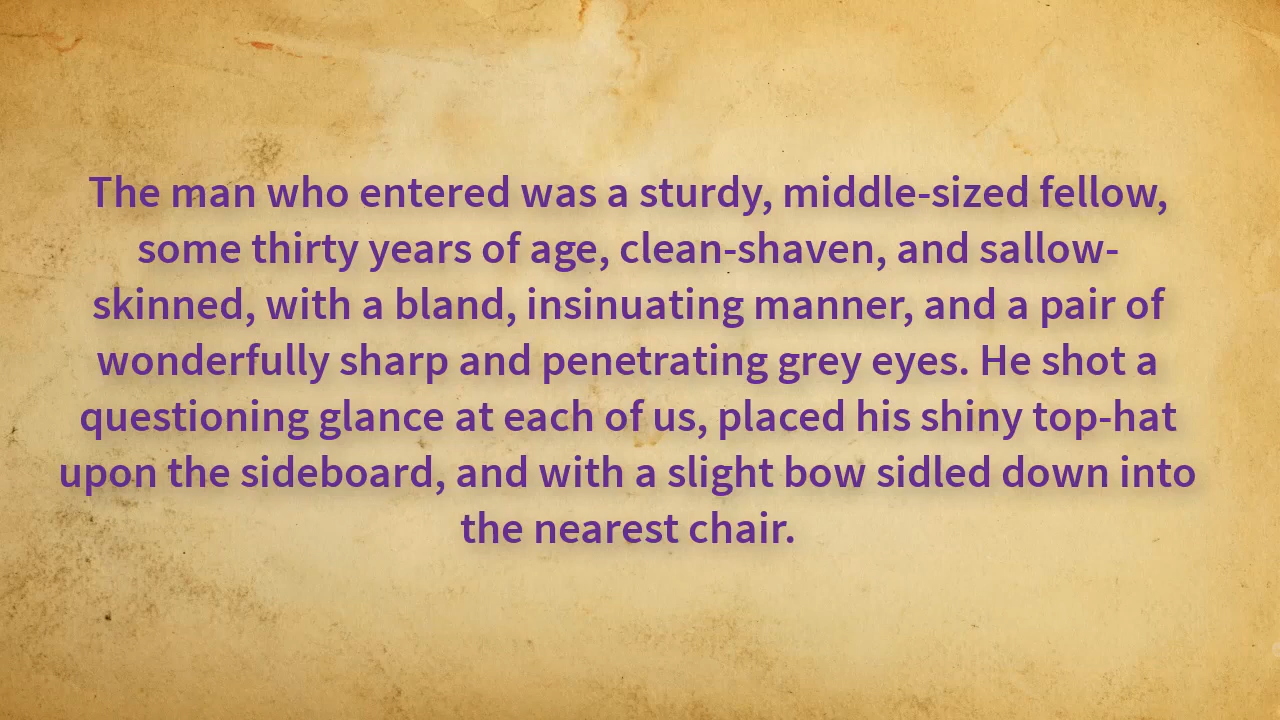 The man who entered was a sturdy, middle-sized fellow,
some thirty years of age, clean-shaven, and sallow-
skinned, with a bland, insinuating manner, and a pair of
wonderfully sharp and penetrating grey eyes. He shot a
questioning glance at each of us, placed his shiny top-hat
upon the sideboard, and with a slight bow sidled down into
the nearest chair.